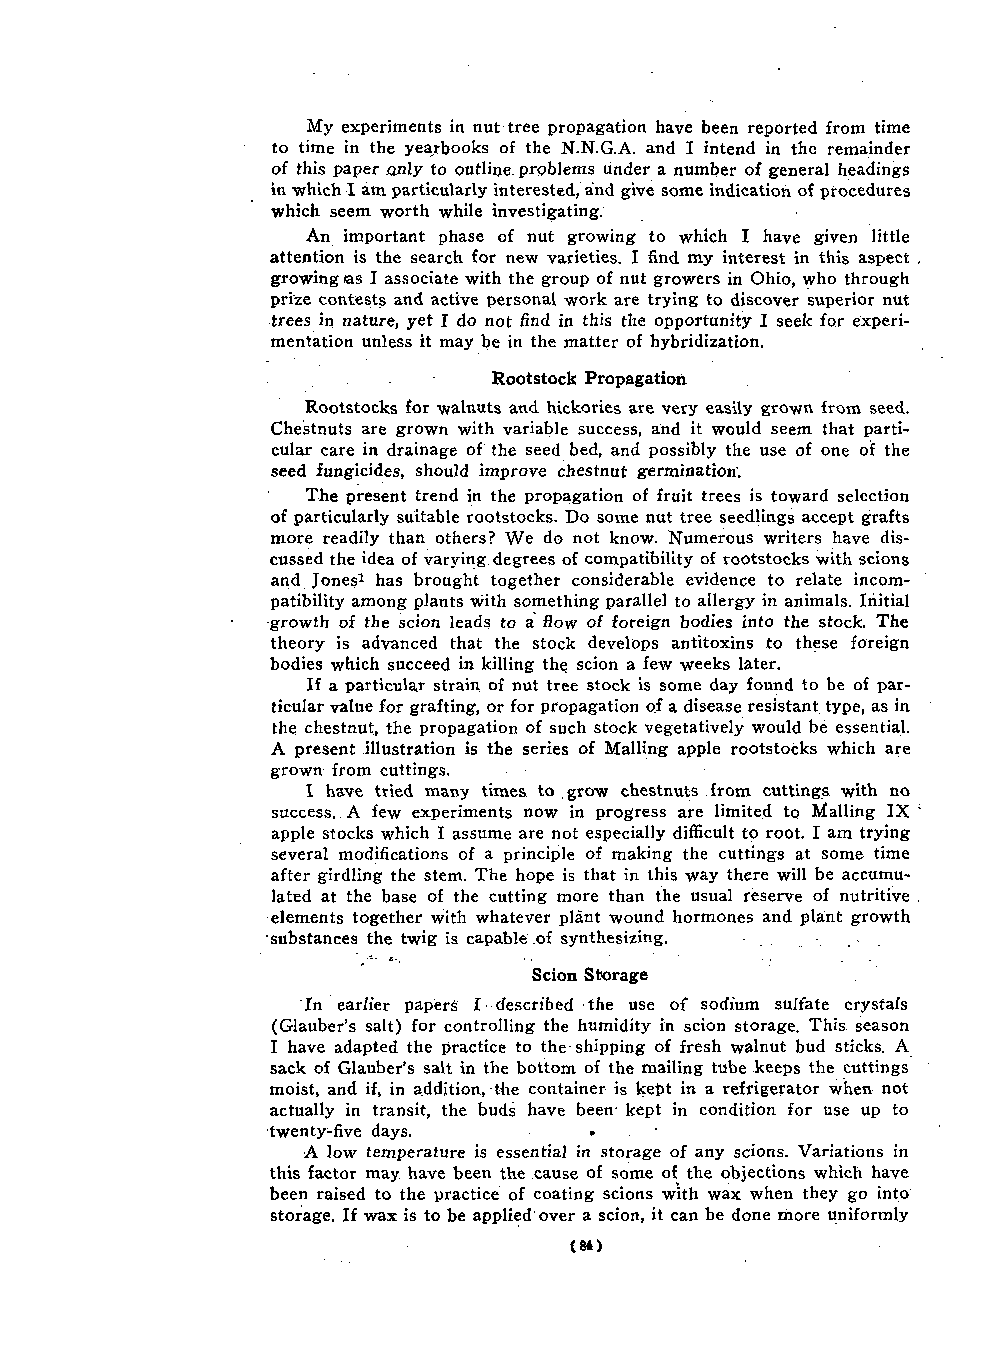 My experiments in nut tree propagation have been reported from time
to time in the yearbooks of the N.N.G.A. and I intend in the remainder
of this paper only to outline problems under a number of general headings
in which I am particularly interested, and give some indication of procedures
which seem worth while investigating.
An important phase of nut growing to which I have given little
attention is the search for new varieties. I find my interest in this aspect
growing as I associate with the group of nut growers in Ohio, who through
prize contests and active personal work are trying to discover superior nut
trees in nature, yet I do not find in this the opportunity I seek for experi-
mentation unless it may be in the matter of hybridization.
Rootstock Propagation
Rootstocks for walnuts and hickories are very easily grown from seed.
Chestnuts are grown with variable success, and it would seem that parti-
cular care in drainage of the seed bed, and possibly the use of one of the
seed fungicides, should improve chestnut germination.
The present trend in the propagation of fruit trees is toward selection
of particularly suitable rootstocks. Do some nut tree seedlings accept grafts
more readily than others? We do not know. Numerous writers have dis-
cussed the idea of varying degrees of compatibility of rootstocks with scions
and Jones¹ has brought together considerable evidence to relate incom-
patibility among plants with something parallel to allergy in animals. Initial
growth of the scion leads to a flow of foreign bodies into the stock. The
theory is advanced that the stock develops antitoxins to these foreign
bodies which succeed in killing the scion a few weeks later.
If a particular strain of nut tree stock is some day found to be of par-
ticular value for grafting, or for propagation of a disease resistant type, as in
the chestnut, the propagation of such stock vegetatively would be essential.
A present illustration is the series of Malling apple rootstocks which are
grown from cuttings.
I have tried many times to grow chestnuts from cuttings with no
success. A few experiments now in progress are limited to Malling IX
apple stocks which I assume are not especially difficult to root. I am trying
several modifications of a principle of making the cuttings at some time
after girdling the stem. The hope is that in this way there will be accumu-
lated at the base of the cutting more than the usual reserve of nutritive
elements together with whatever plant wound hormones and plant growth
substances the twig is capable of synthesizing.
Scion Storage
In earlier papers I described the use of sodium sulfate crystals
(Glauber's salt) for controlling the humidity in scion storage. This season
I have adapted the practice to the shipping of fresh walnut bud sticks. A
sack of Glauber's salt in the bottom of the mailing tube keeps the cuttings
moist, and if, in addition, the container is kept in a refrigerator when not
actually in transit, the buds have been kept in condition for use up to
twenty-five days.
A low temperature is essential in storage of any scions. Variations in
this factor may have been the cause of some of the objections which have
been raised to the practice of coating scions with wax when they go into
storage. If wax is to be applied over a scion, it can be done more uniformly
(84)